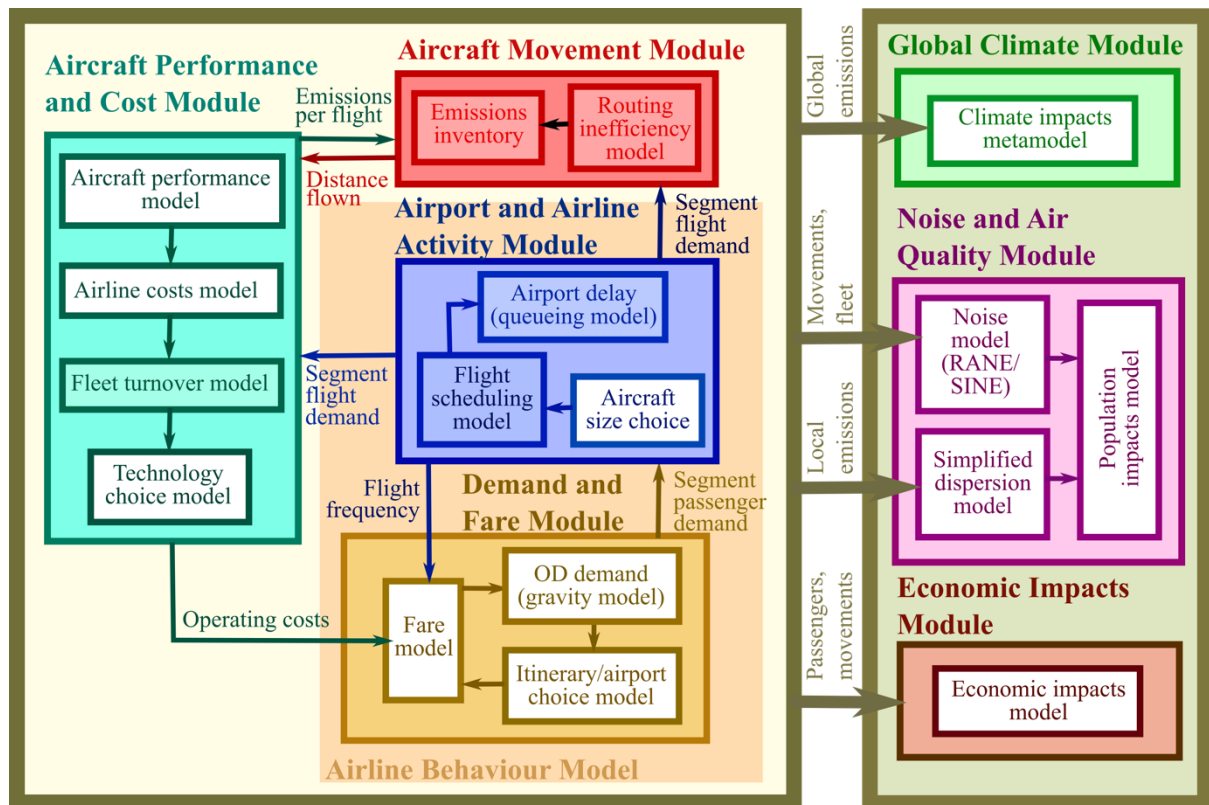 Aircraft Performance
and Cost Module
Aircraft performance
model
Airline costs model
Fleet turnover model
Technology
choice model
Emissions
per flight
Distance
flown
Aircraft Movement Module
Emissions
inventory
Routing
inefficiency
model
Airport and Airline
Activity Module
Segment
flight
demand
Airport delay
(queueing model)
Flight
scheduling
model
Aircraft
size choice
Segment
flight
demand
Flight
frequency
Demand and
Fare Module
Segment
passenger
demand
Operating costs
Fare
model
OD demand
(gravity model)
Itinerary/airport
choice model
Airline Behaviour Model
Global
emissions
Movements,
fleet
Local
emissions
Passengers,
movements
Global Climate Module
Climate impacts
metamodel
Noise and Air
Quality Module
Noise
model
(RANE/
SINE)
Simplified
dispersion
model
Population
impacts model
Economic Impacts
Module
Economic impacts
model